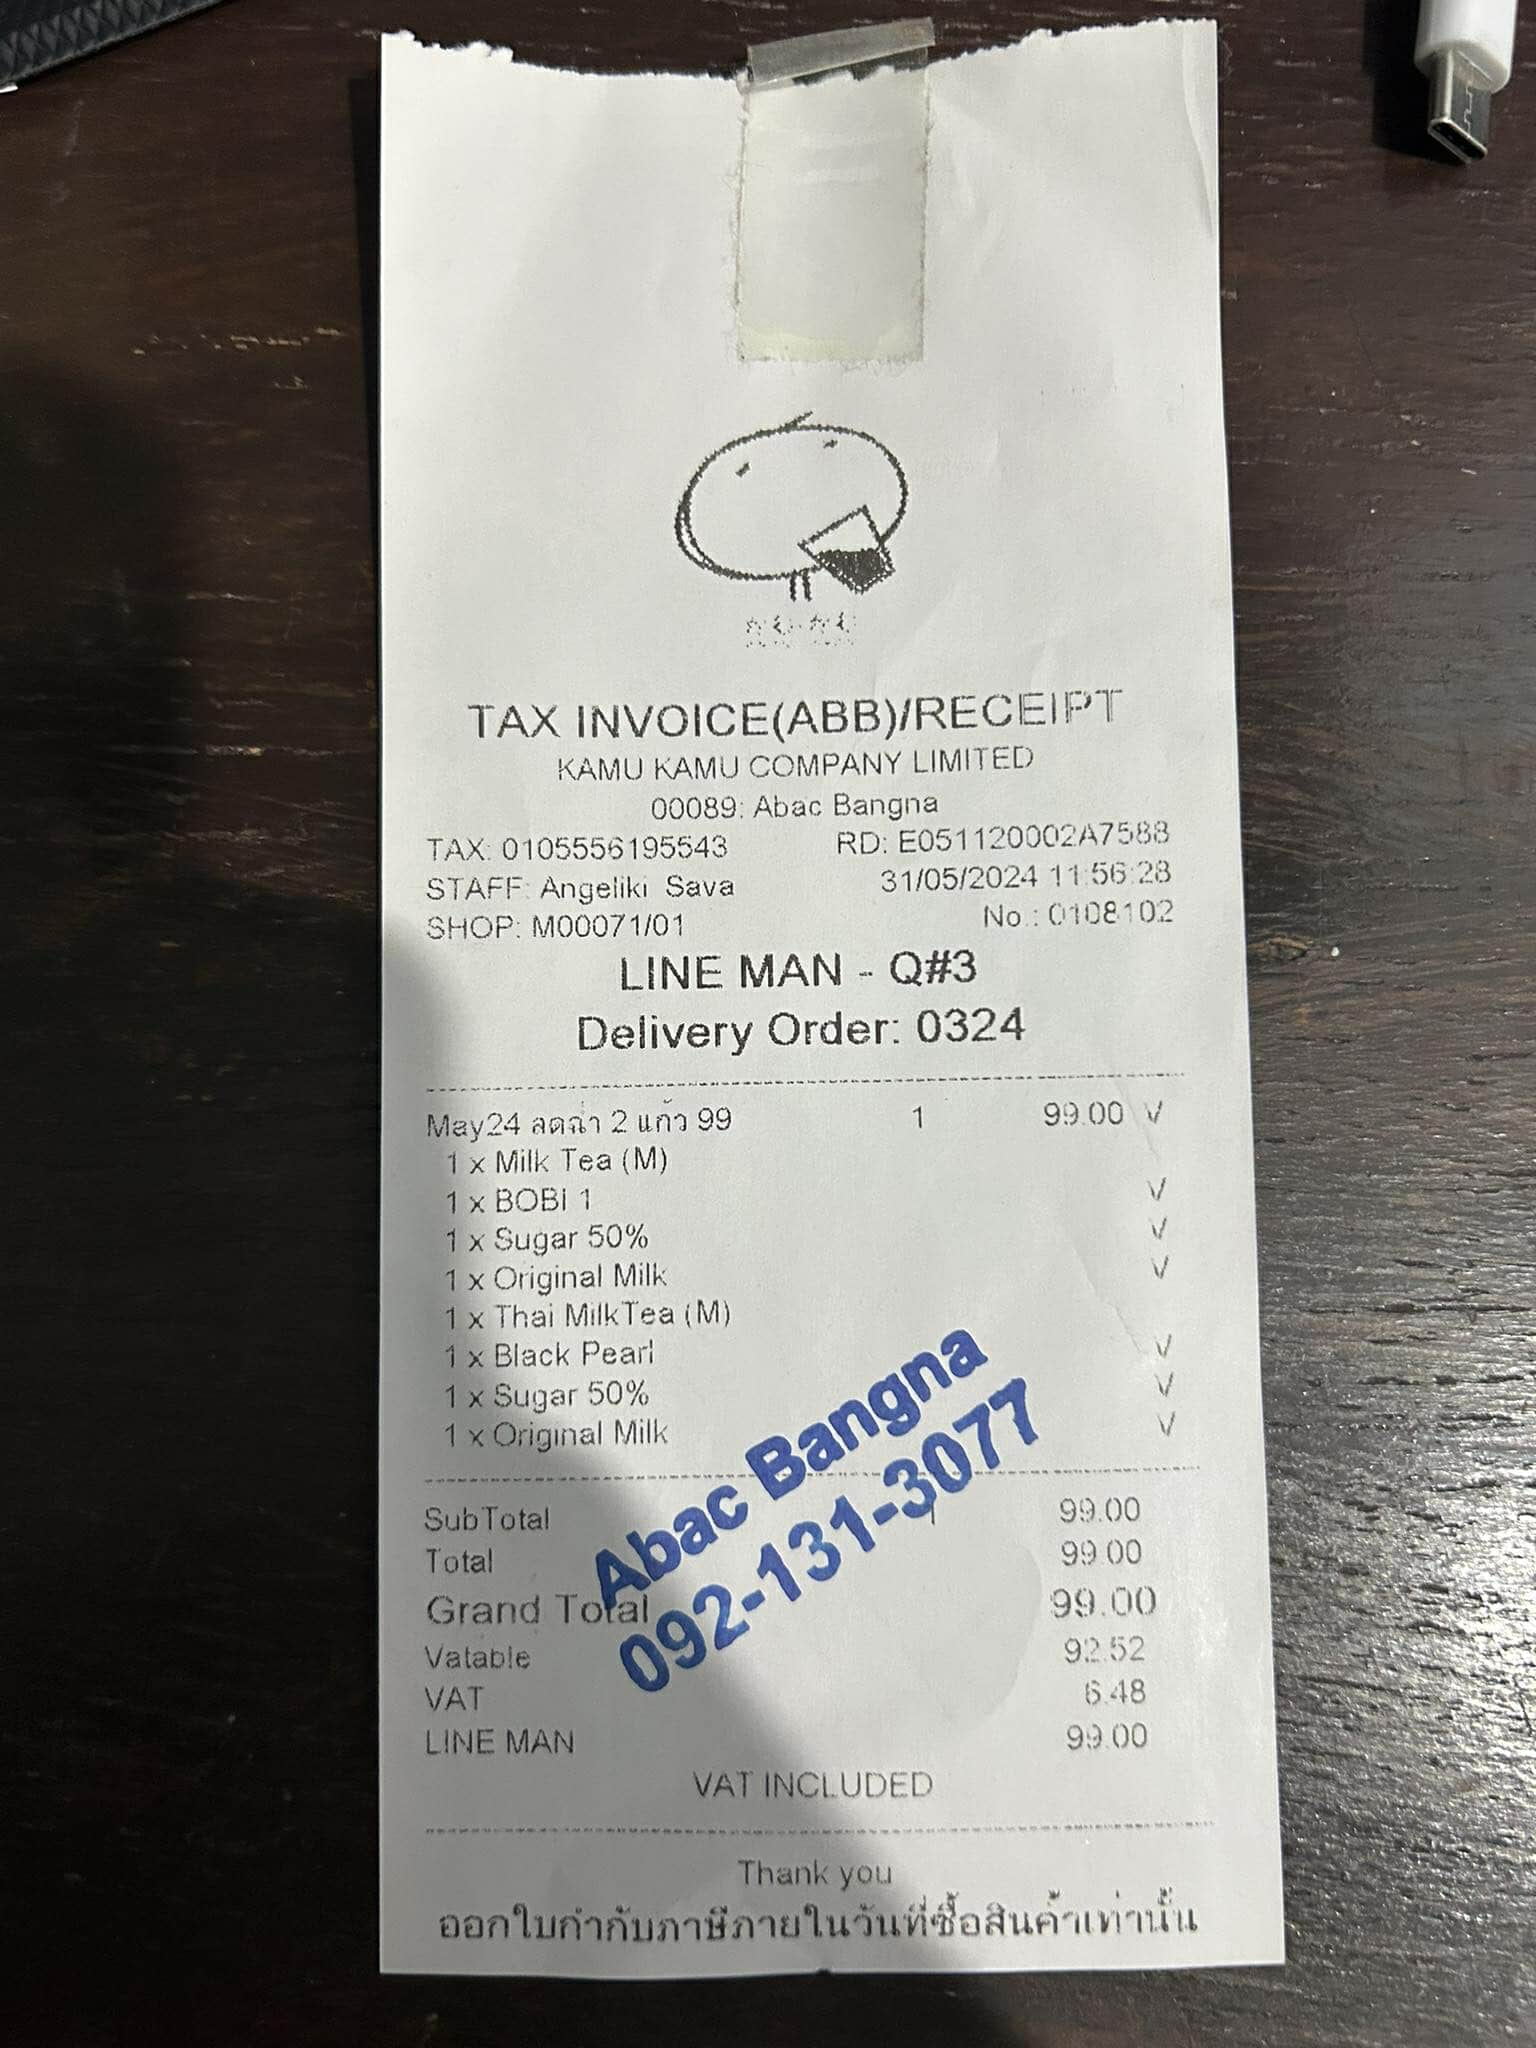 TAX INVOICE(ABB)/RECEIPT
KAMU KAMU COMPANY LIMITED
00089: Abac Bangna
TAX: 0105556195543 RD: E051120002A7588
STAFF: Angeliki Sava 31/05/2024 11:56:28
SHOP: M00071/01 No.: 0108102
LINE MAN - Q#3
Delivery Order: 0324
May24 ลดฉ่ำ 2 แก้ว 99 1 99.00 V
1 x Milk Tea (M)
1 x BOBI 1 V
1 x Sugar 50% V
1 x Original Milk V
1 x Thai MilkTea (M)
1 x Black Pearl V
1 x Sugar 50% V
1 x Original Milk V
Abac Bangna
092-131-3077
SubTotal 99.00
Total 99.00
Grand Total 99.00
Vatable 92.52
VAT 6.48
LINE MAN 99.00
VAT INCLUDED
Thank you
ออกใบกำกับภาษีภายในวันที่ซื้อสินค้าเท่านั้น